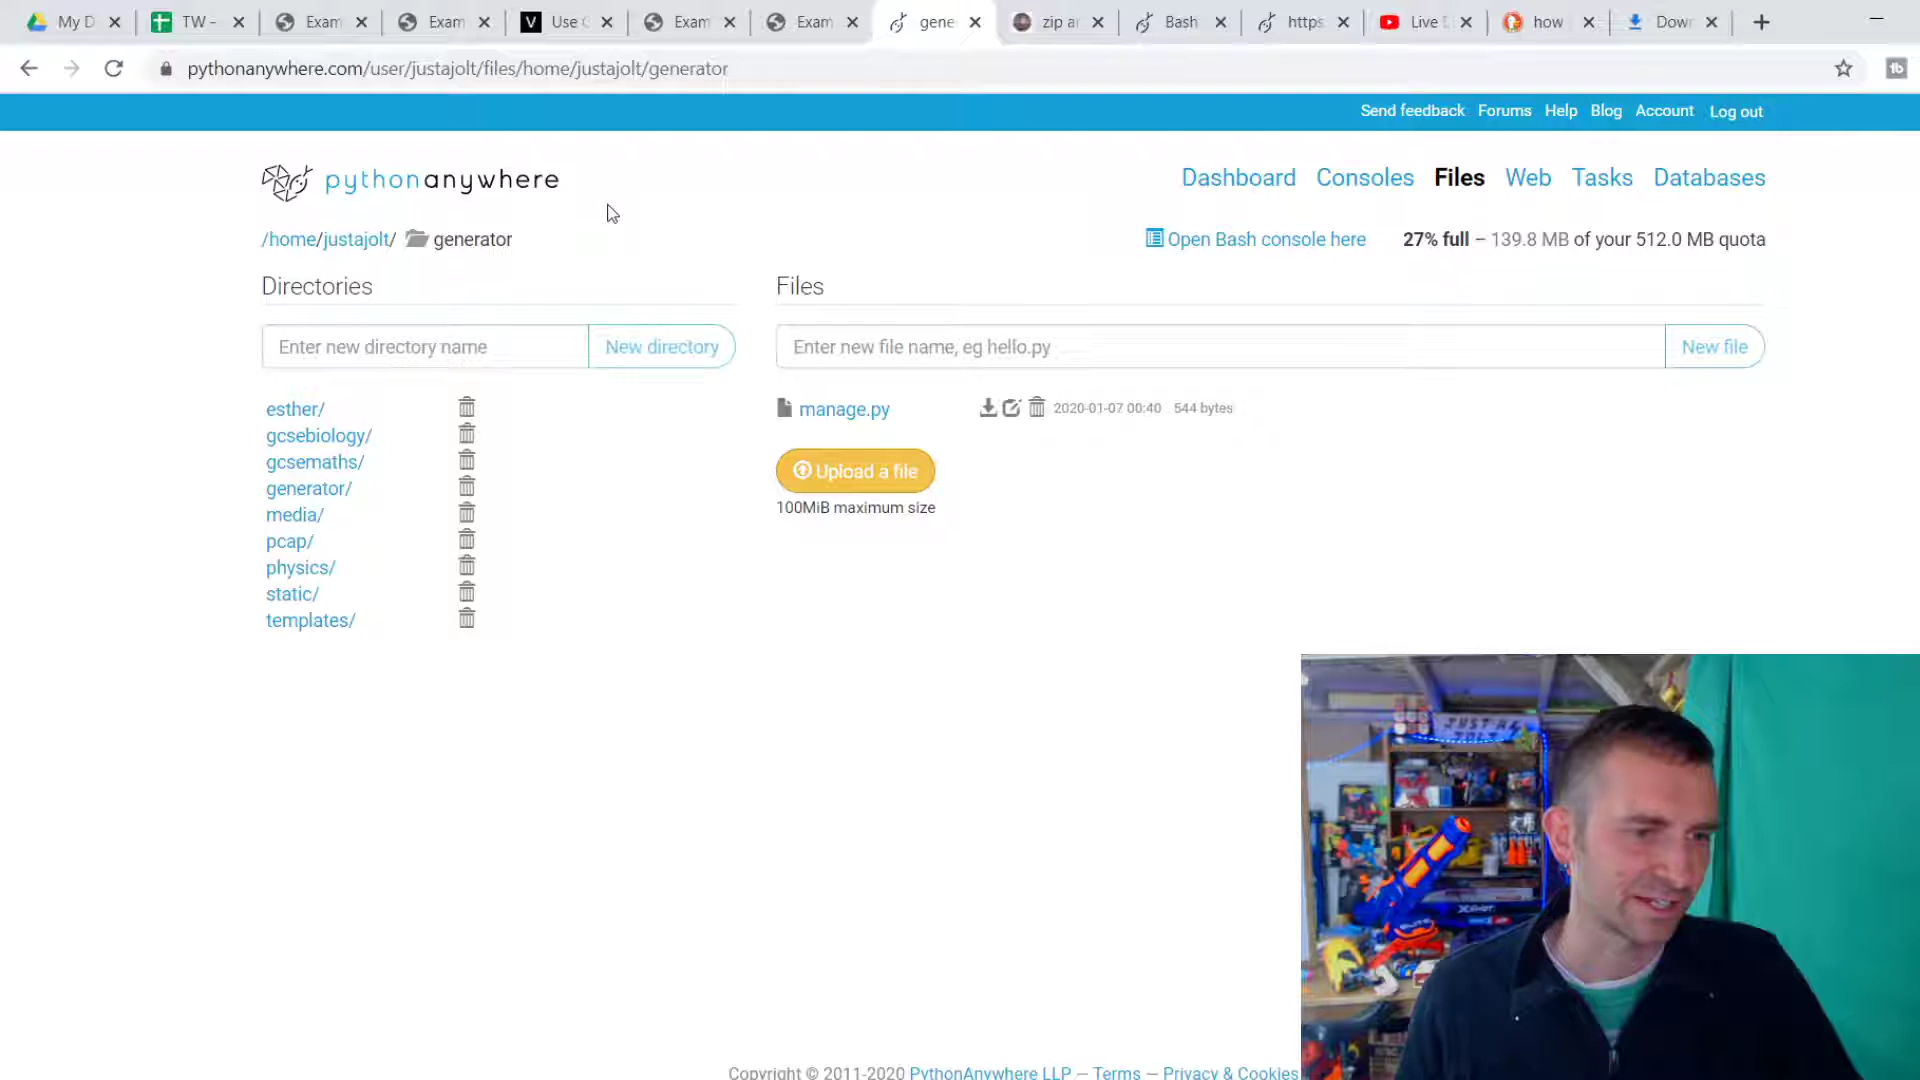 My D
TW -
Exam
Exam
Use
Exam
Exam
gene
zip a
Bash
https
Live
how
Down
pythonanywhere.com/user/justajolt/files/home/justajolt/generator
Send feedback Forums Help Blog Account Log out
pythonanywhere
Dashboard Consoles Files Web Tasks Databases
/home/justajolt/ generator
Open Bash console here 27% full – 139.8 MB of your 512.0 MB quota
Directories
Enter new directory name New directory
esther/
gcsebiology/
gcsemaths/
generator/
media/
pcap/
physics/
static/
templates/
Files
Enter new file name, eg hello.py New file
manage.py 2020-01-07 00:40 544 bytes
Upload a file
100MiB maximum size
JUST A
JOLT
Copyright © 2011-2020 PythonAnywhere LLP — Terms — Privacy & Cookies